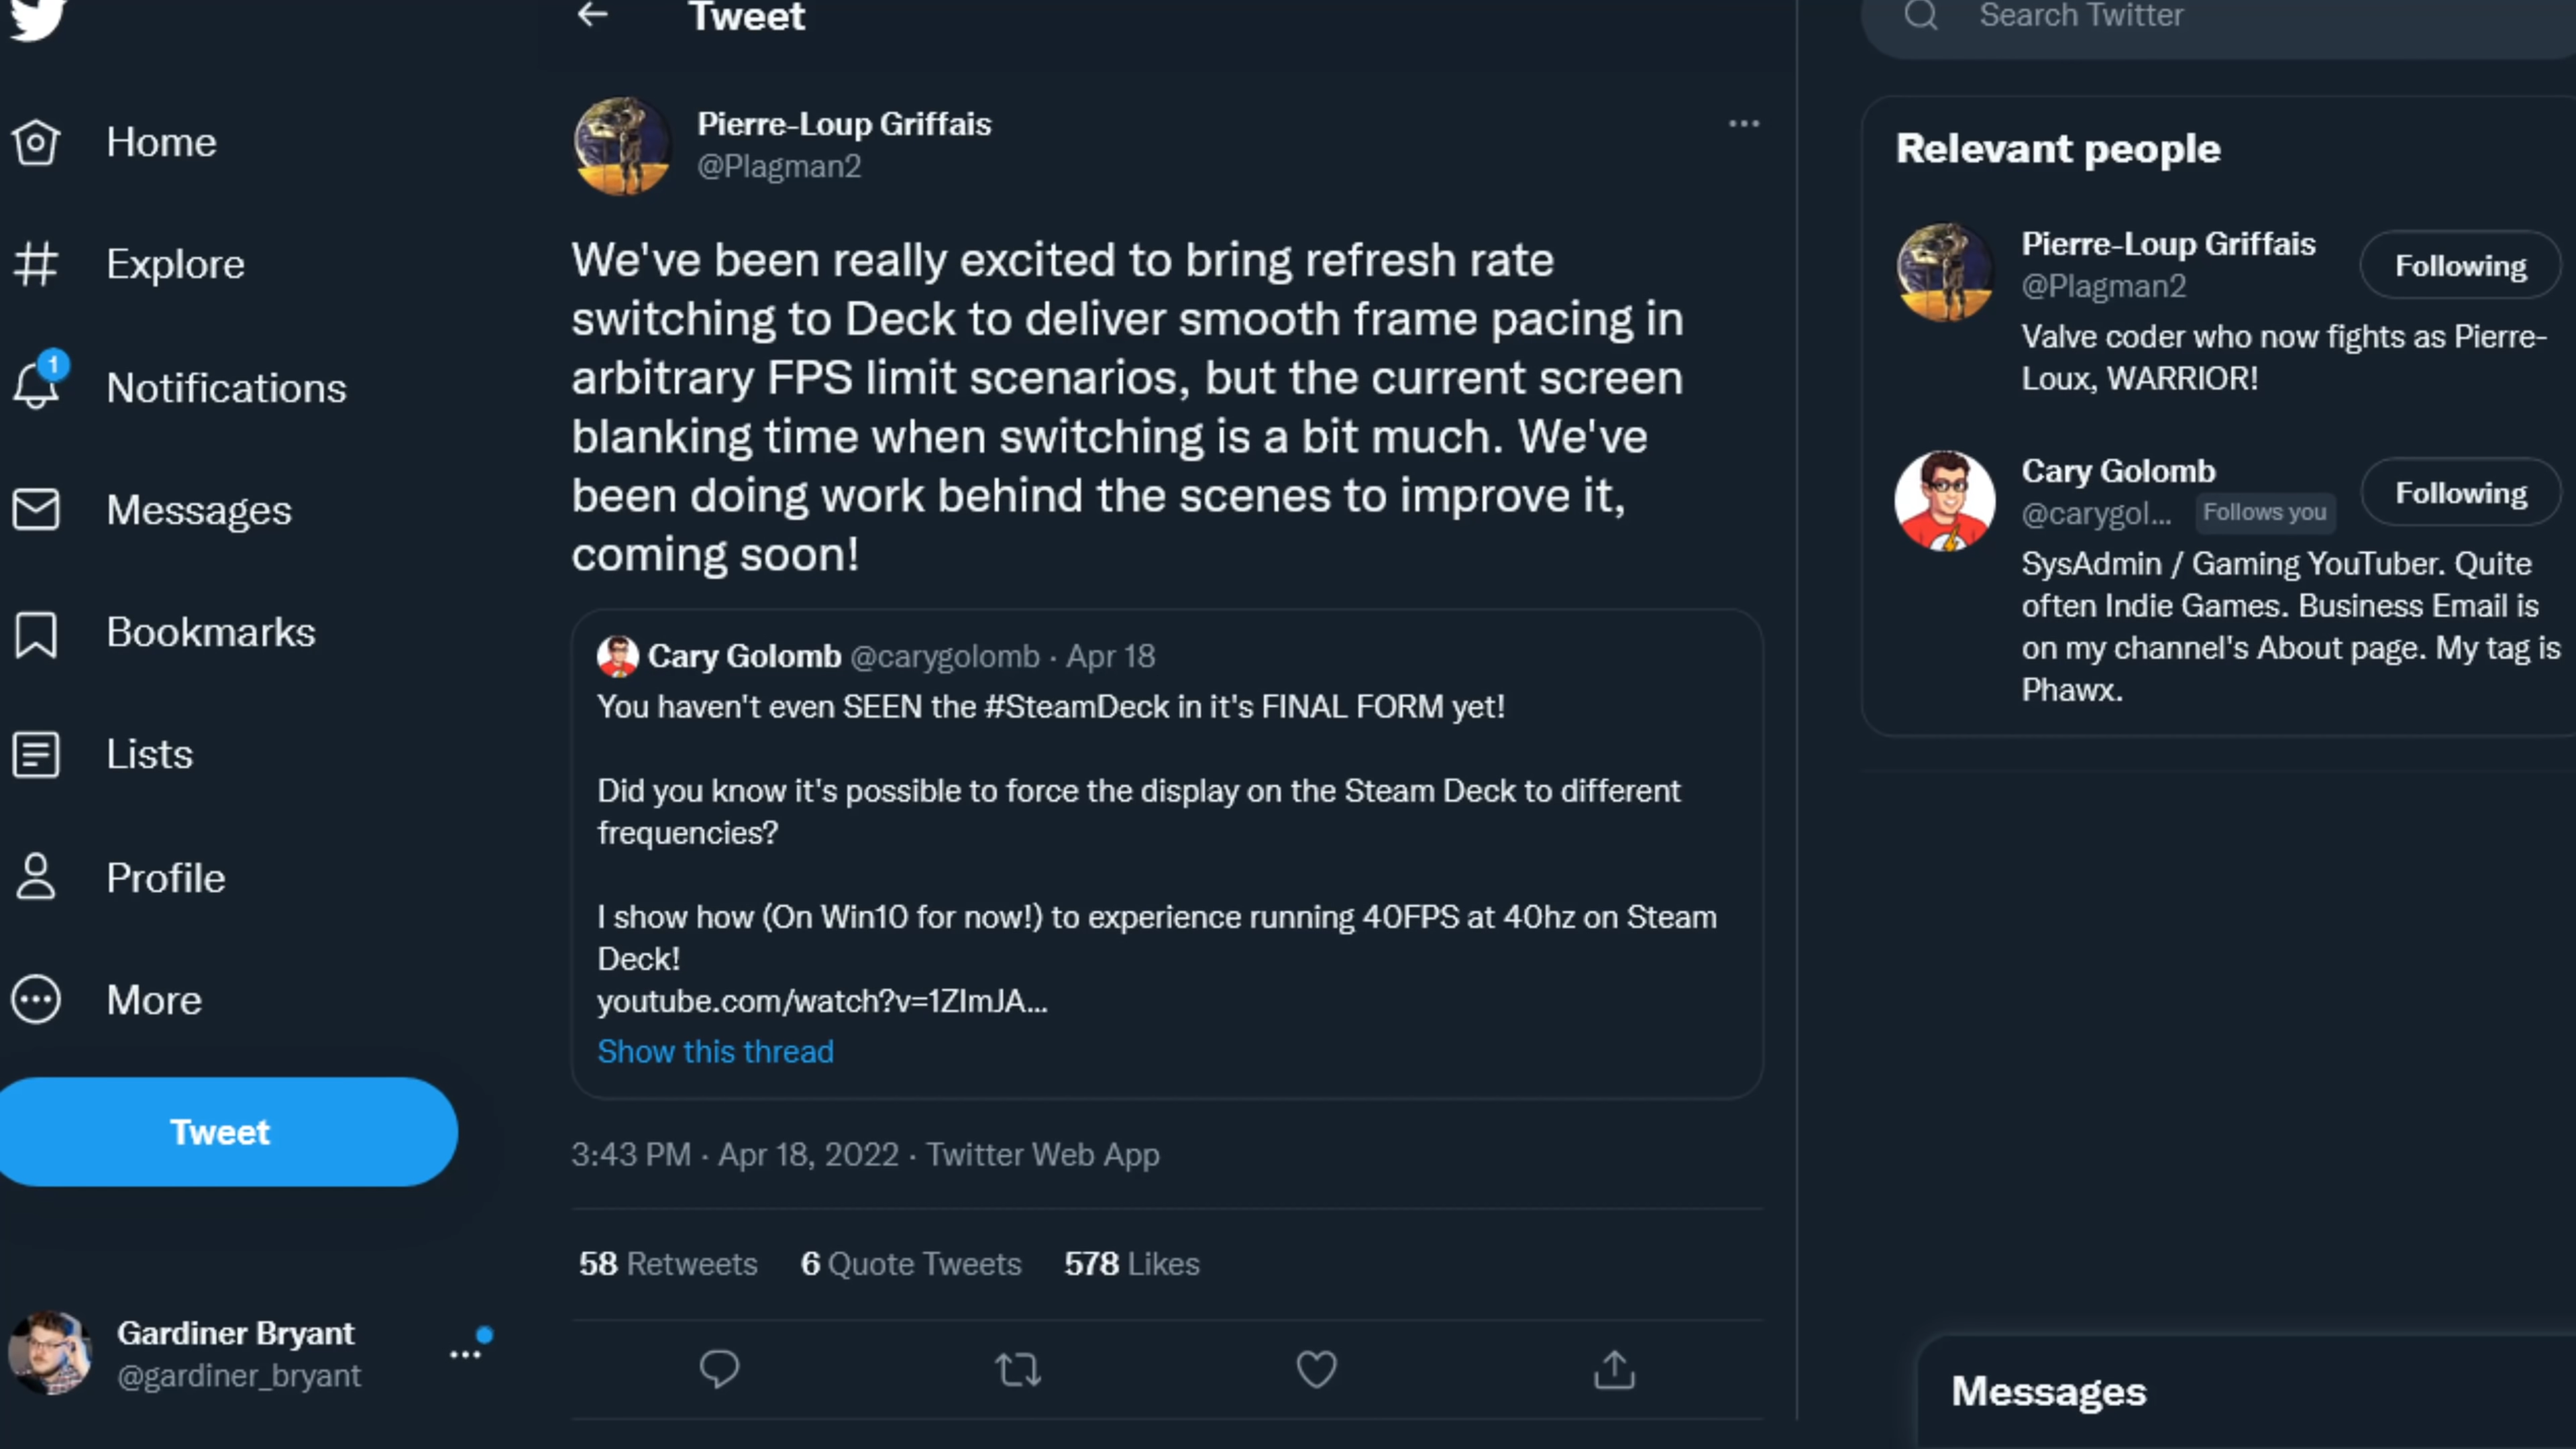 Home
Explore
1
Notifications
Messages
Bookmarks
Lists
Profile
More
Tweet
Gardiner Bryant
@gardiner_bryant
Tweet
Pierre-Loup Griffais
@Plagman2
We've been really excited to bring refresh rate
switching to Deck to deliver smooth frame pacing in
arbitrary FPS limit scenarios, but the current screen
blanking time when switching is a bit much. We've
been doing work behind the scenes to improve it,
coming soon!
Cary Golomb @carygolomb · Apr 18
You haven't even SEEN the #SteamDeck in it's FINAL FORM yet!
Did you know it's possible to force the display on the Steam Deck to different
frequencies?
I show how (On Win10 for now!) to experience running 40FPS at 40hz on Steam
Deck!
youtube.com/watch?v=1ZImJA...
Show this thread
3:43 PM · Apr 18, 2022 · Twitter Web App
58 Retweets 6 Quote Tweets 578 Likes
Search Twitter
Relevant people
Pierre-Loup Griffais
@Plagman2
Following
Valve coder who now fights as Pierre-
Loux, WARRIOR!
Cary Golomb
@carygol... Follows you
Following
SysAdmin / Gaming YouTuber. Quite
often Indie Games. Business Email is
on my channel's About page. My tag is
Phawx.
Messages